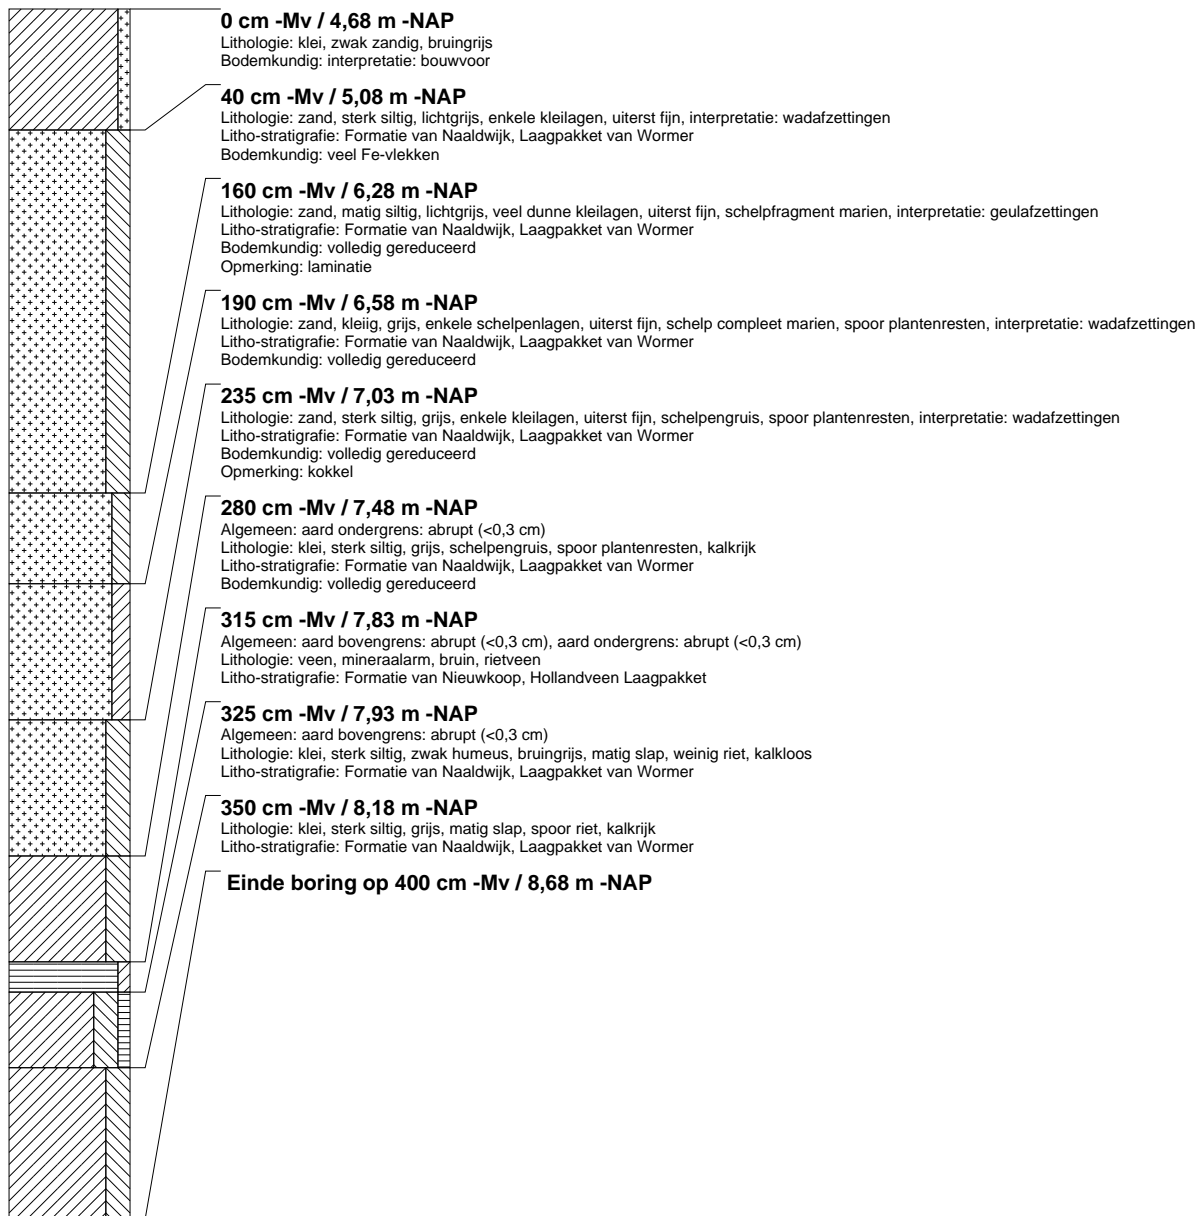 0 cm -Mv / 4,68 m -NAP
Lithologie: klei, zwak zandig, bruingrijs
Bodemkundig: interpretatie: bouwvoor
40 cm -Mv / 5,08 m -NAP
Lithologie: zand, sterk siltig, lichtgrijs, enkele kleilagen, uiterst fijn, interpretatie: wadafzettingen
Litho-stratigrafie: Formatie van Naaldwijk, Laagpakket van Wormer
Bodemkundig: veel Fe-vlekken
160 cm -Mv / 6,28 m -NAP
Lithologie: zand, matig siltig, lichtgrijs, veel dunne kleilagen, uiterst fijn, schelpfragment marien, interpretatie: geulafzettingen
Litho-stratigrafie: Formatie van Naaldwijk, Laagpakket van Wormer
Bodemkundig: volledig gereduceerd
Opmerking: laminatie
190 cm -Mv / 6,58 m -NAP
Lithologie: zand, kleiig, grijs, enkele schelpenlagen, uiterst fijn, schelp compleet marien, spoor plantenresten, interpretatie: wadafzettingen
Litho-stratigrafie: Formatie van Naaldwijk, Laagpakket van Wormer
Bodemkundig: volledig gereduceerd
235 cm -Mv / 7,03 m -NAP
Lithologie: zand, sterk siltig, grijs, enkele kleilagen, uiterst fijn, schelpengruis, spoor plantenresten, interpretatie: wadafzettingen
Litho-stratigrafie: Formatie van Naaldwijk, Laagpakket van Wormer
Bodemkundig: volledig gereduceerd
Opmerking: kokkel
280 cm -Mv / 7,48 m -NAP
Algemeen: aard ondergrens: abrupt (<0,3 cm)
Lithologie: klei, sterk siltig, grijs, schelpengruis, spoor plantenresten, kalkrijk
Litho-stratigrafie: Formatie van Naaldwijk, Laagpakket van Wormer
Bodemkundig: volledig gereduceerd
315 cm -Mv / 7,83 m -NAP
Algemeen: aard bovengrens: abrupt (<0,3 cm), aard ondergrens: abrupt (<0,3 cm)
Lithologie: veen, mineraalarm, bruin, rietveen
Litho-stratigrafie: Formatie van Nieuwkoop, Hollandveen Laagpakket
325 cm -Mv / 7,93 m -NAP
Algemeen: aard bovengrens: abrupt (<0,3 cm)
Lithologie: klei, sterk siltig, zwak humeus, bruingrijs, matig slap, weinig riet, kalkloos
Litho-stratigrafie: Formatie van Naaldwijk, Laagpakket van Wormer
350 cm -Mv / 8,18 m -NAP
Lithologie: klei, sterk siltig, grijs, matig slap, spoor riet, kalkrijk
Litho-stratigrafie: Formatie van Naaldwijk, Laagpakket van Wormer
Einde boring op 400 cm -Mv / 8,68 m -NAP